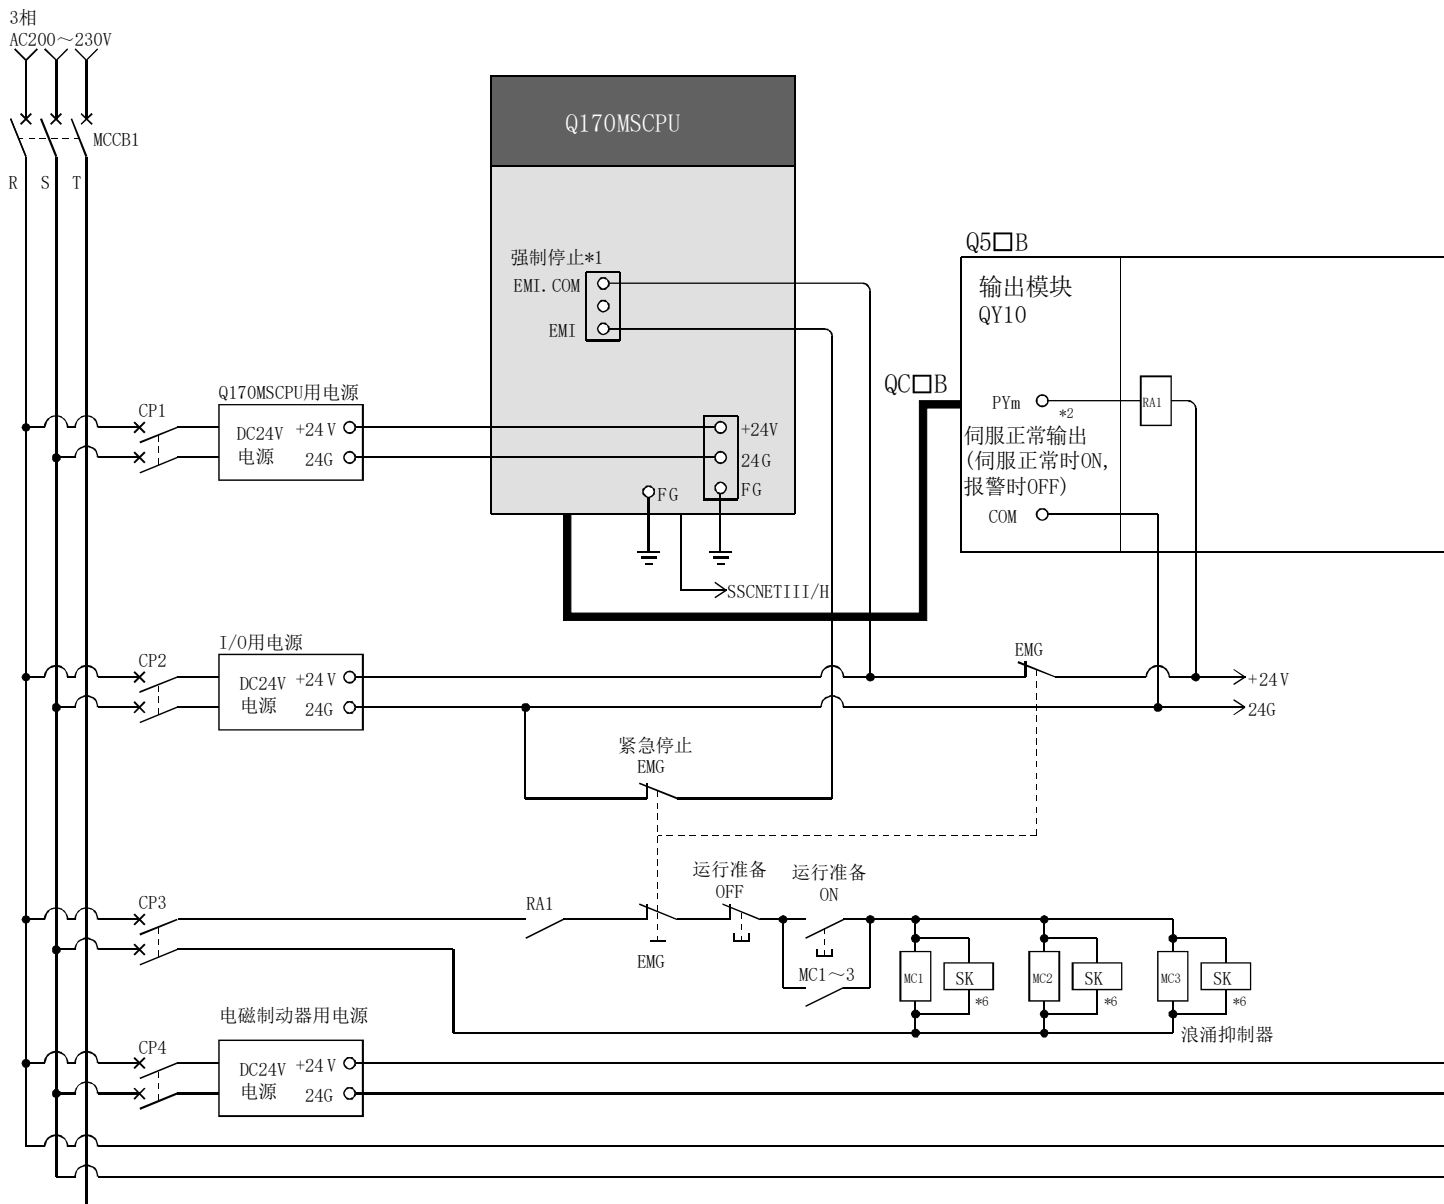 3相
AC200～230V
MCCB1
R
S
T
Q170MSCPU
强制停止*1
EMI.COM
EMI
Q5□B
输出模块
QY10
QC□B
PYm
*2
RA1
伺服正常输出
(伺服正常时ON,
报警时OFF)
COM
Q170MSCPU用电源
CP1
DC24V
电源
+24V
24G
+24V
24G
FG
FG
SSCNETIII/H
I/O用电源
CP2
DC24V
电源
+24V
24G
EMG
+24V
24G
紧急停止
EMG
运行准备
OFF
运行准备
ON
CP3
RA1
EMG
MC1～3
MC1
SK
*6
MC2
SK
*6
MC3
SK
*6
浪涌抑制器
电磁制动器用电源
CP4
DC24V
电源
+24V
24G